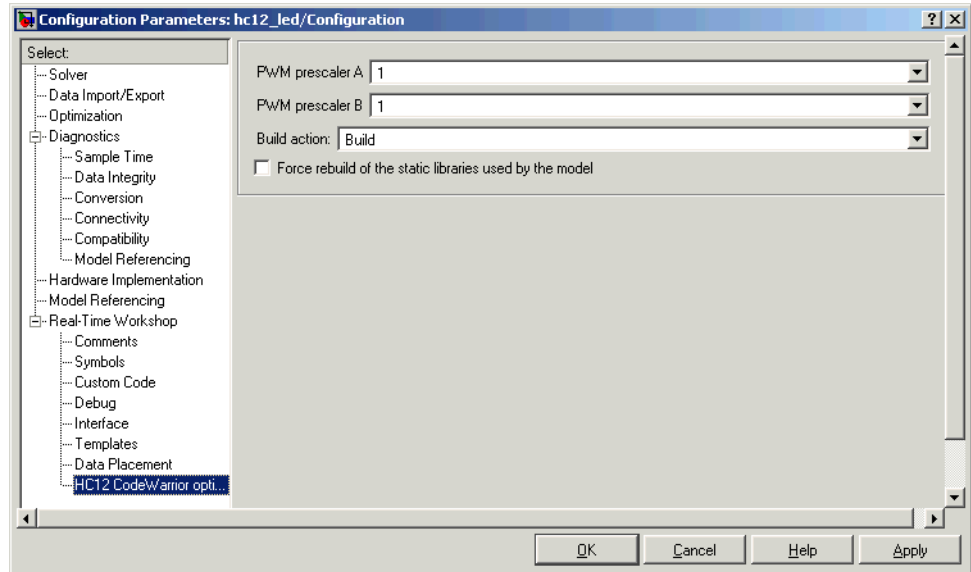 Configuration Parameters: hc12_led/Configuration
Select:
Solver
Data Import/Export
Optimization
Diagnostics
Sample Time
Data Integrity
Conversion
Connectivity
Compatibility
Model Referencing
Hardware Implementation
Model Referencing
Real-Time Workshop
Comments
Symbols
Custom Code
Debug
Interface
Templates
Data Placement
HC12 CodeWarrior opti...
PWM prescaler A 1
PWM prescaler B 1
Build action: Build
Force rebuild of the static libraries used by the model
OK Cancel Help Apply